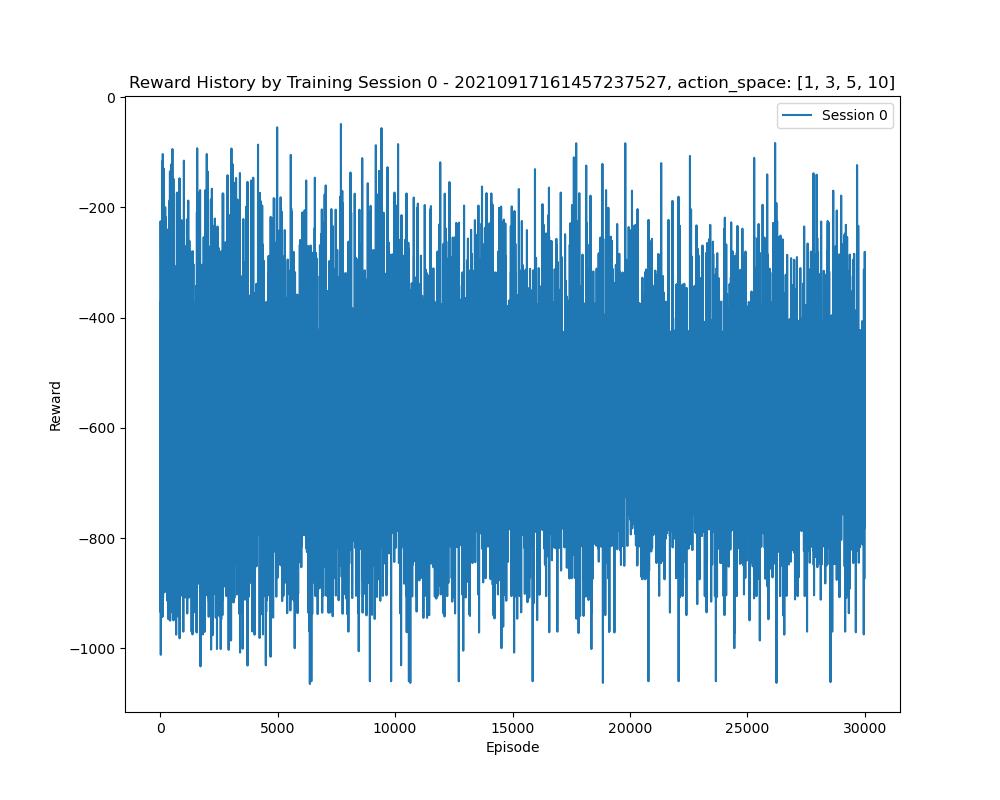 Reward History by Training Session 0 - 20210917161457237527, action_space: [1, 3, 5, 10]
Session 0
0
−200
−400
−600
−800
−1000
Reward
0 5000 10000 15000 20000 25000 30000
Episode